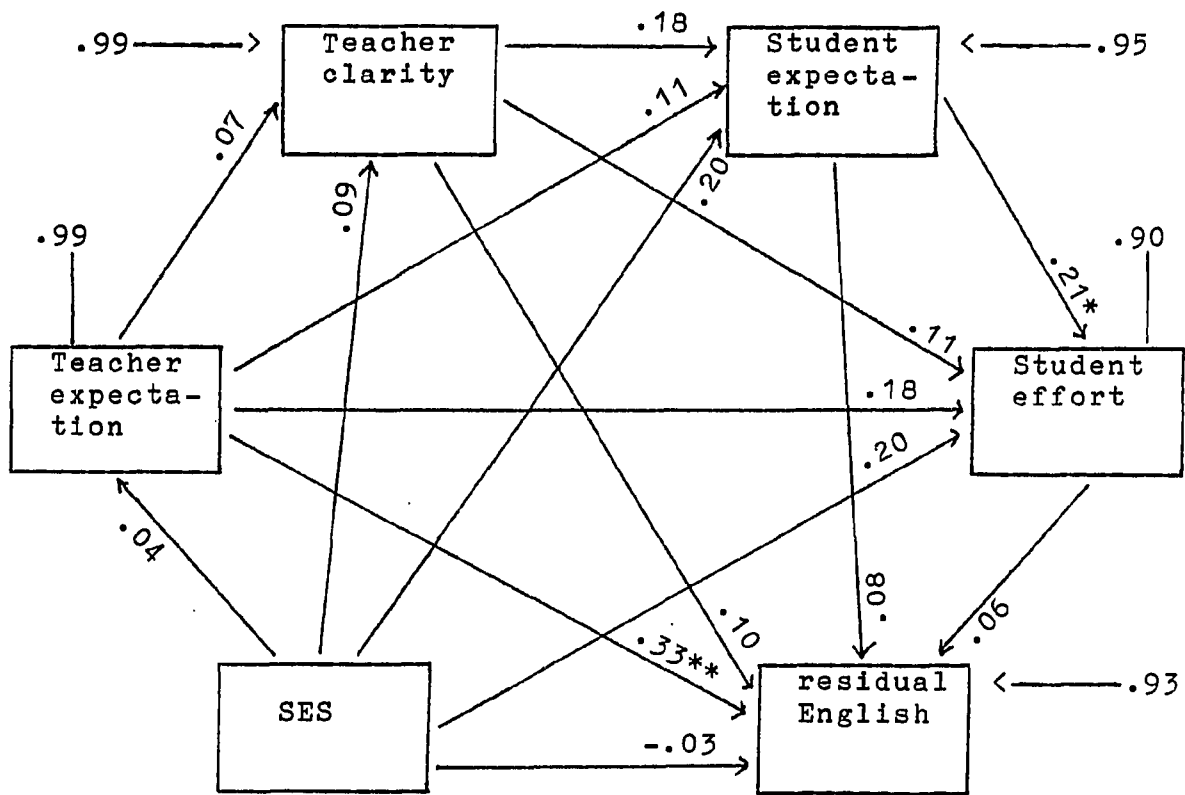 .99
Teacher
clarity
.18
Student
expecta-
tion
.95
.07
.11
.09
.20
.99
.90
.21*
Teacher
expecta-
tion
.11
.18
Student
effort
.20
.04
.33**
.10
.08
.06
SES
-.03
residual
English
.93